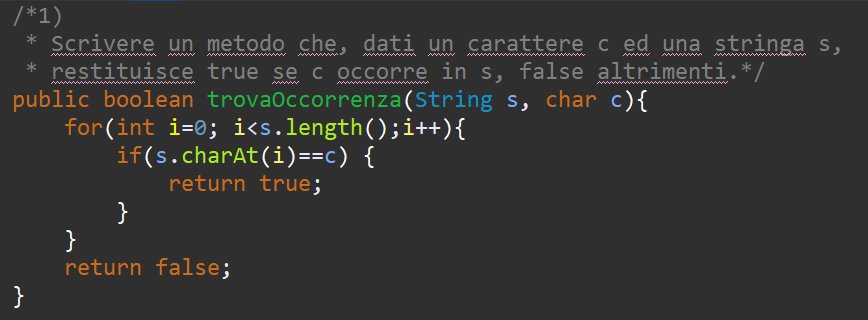 /*1)
 * Scrivere un metodo che, dati un carattere c ed una stringa s,
 * restituisce true se c occorre in s, false altrimenti.*/
public boolean trovaOccorrenza(String s, char c){
    for(int i=0; i<s.length();i++){
        if(s.charAt(i)==c) {
            return true;
        }
    }
    return false;
}